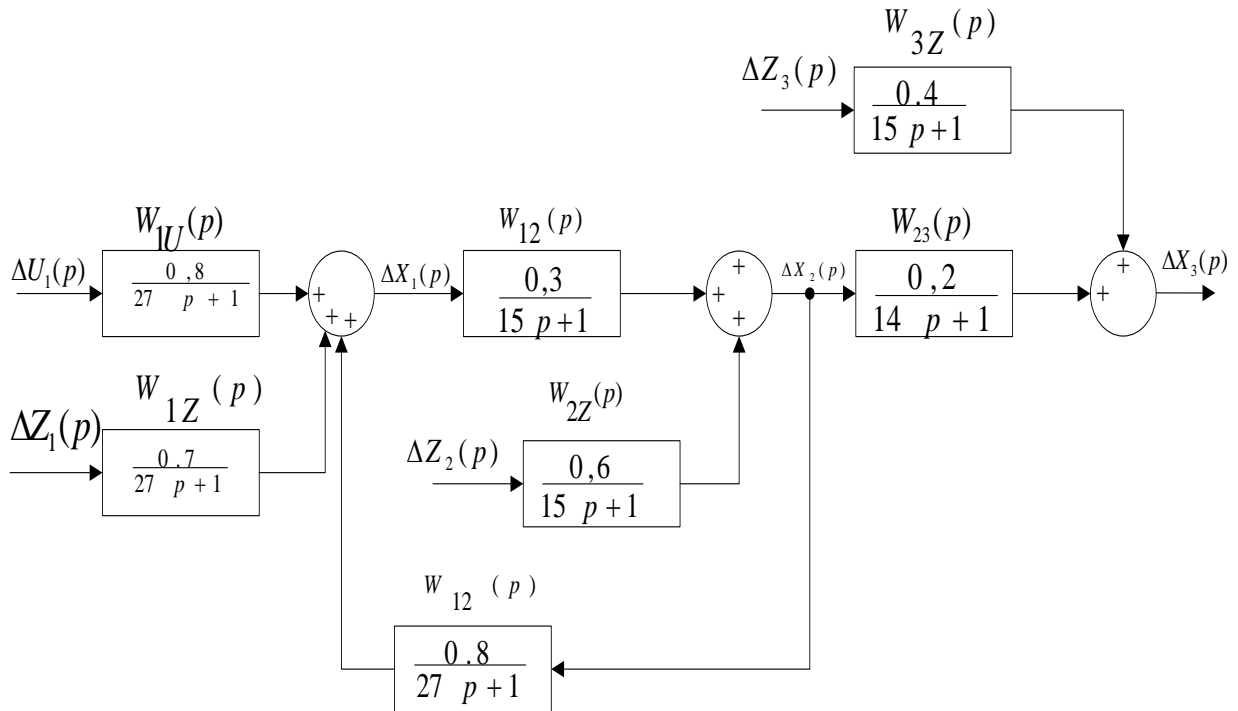 W3Z(p)
ΔZ3(p)
0.4
15 p+1
W1U(p)
W12(p)
W23(p)
ΔU1(p)
0,8
27 p + 1
+
+ +
ΔX1(p)
0,3
15 p+1
+
+
+
ΔX2(p)
0,2
14 p+1
+
+
ΔX3(p)
W1Z(p)
ΔZ1(p)
0.7
27 p+1
W2Z(p)
ΔZ2(p)
0,6
15 p+1
W12(p)
0.8
27 p+1